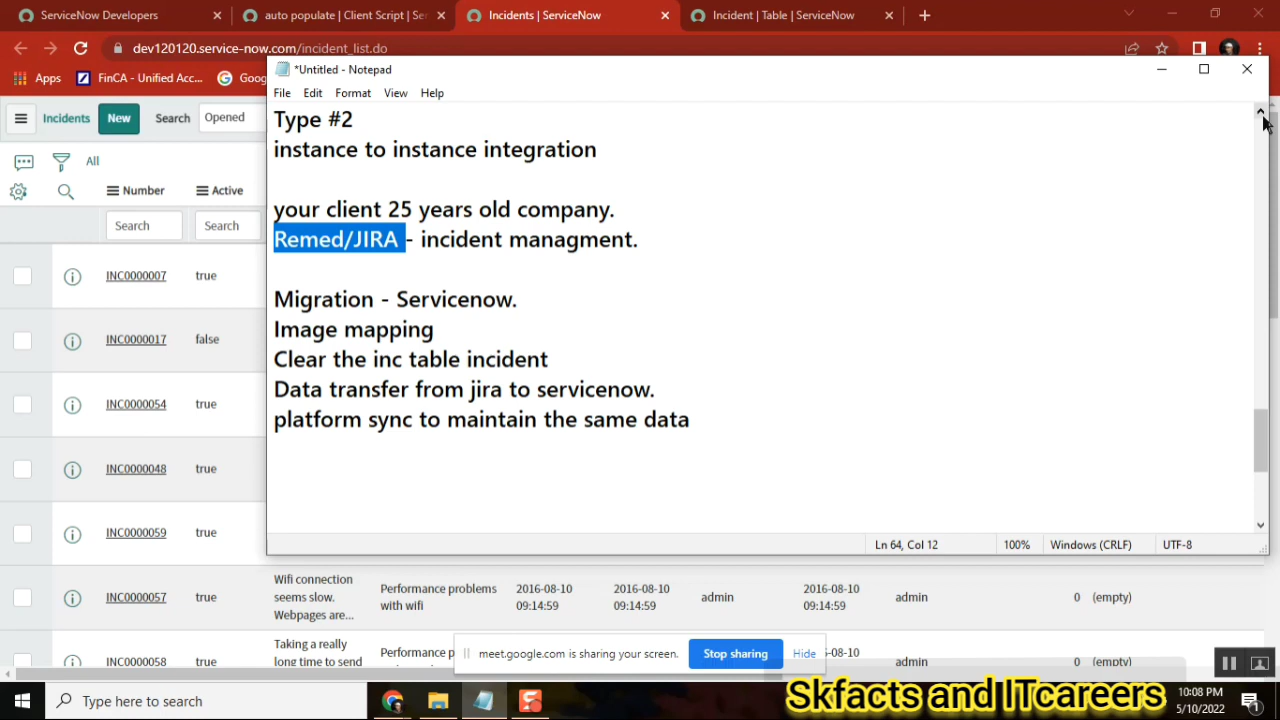 ServiceNow Developers
auto populate | Client Script | Ser
Incidents | ServiceNow
Incident | Table | ServiceNow
dev120120.service-now.com/incident_list.do
Apps
FinCA - Unified Acc...
Goog
*Untitled - Notepad
File Edit Format View Help
Incidents
New
Search
Opened
All
Number
Active
Search
Search
INC0000007
true
INC0000017
false
INC0000054
true
INC0000048
true
INC0000059
true
Type #2
instance to instance integration
your client 25 years old company.
Remed/JIRA - incident managment.
Migration - Servicenow.
Image mapping
Clear the inc table incident
Data transfer from jira to servicenow.
platform sync to maintain the same data
Ln 64, Col 12
100%
Windows (CRLF)
UTF-8
INC0000057
true
Wifi connection
seems slow.
Webpages are...
Performance problems
with wifi
2016-08-10
09:14:59
2016-08-10
09:14:59
admin
2016-08-10
09:14:59
admin
0
(empty)
INC0000058
true
Taking a really
long time to send
Performance p
-08-10
admin
0
(empty)
meet.google.com is sharing your screen.
Stop sharing
Hide
Type here to search
Skfacts and ITcareers
10:08 PM
5/10/2022
1